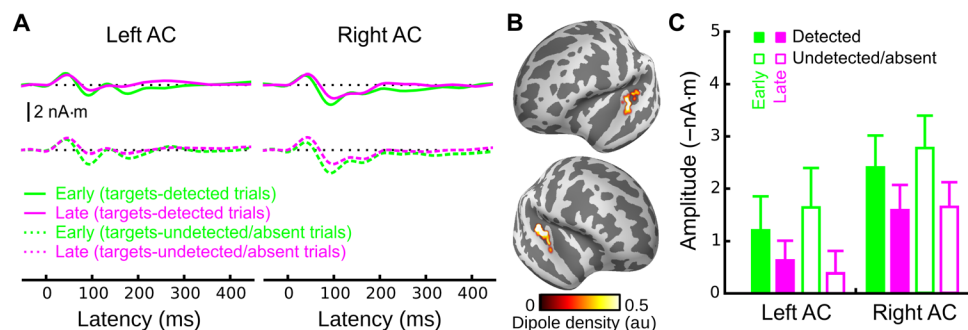 A
Left AC
Right AC
2 nA·m
Early (targets-detected trials)
Late (targets-detected trials)
Early (targets-undetected/absent trials)
Late (targets-undetected/absent trials)
0 100 200 300 400
0 100 200 300 400
Latency (ms)
Latency (ms)
B
0 0.5
Dipole density (au)
C
Detected
Undetected/absent
Early
Late
Amplitude (–nA·m)
5
4
3
2
1
0
Left AC
Right AC